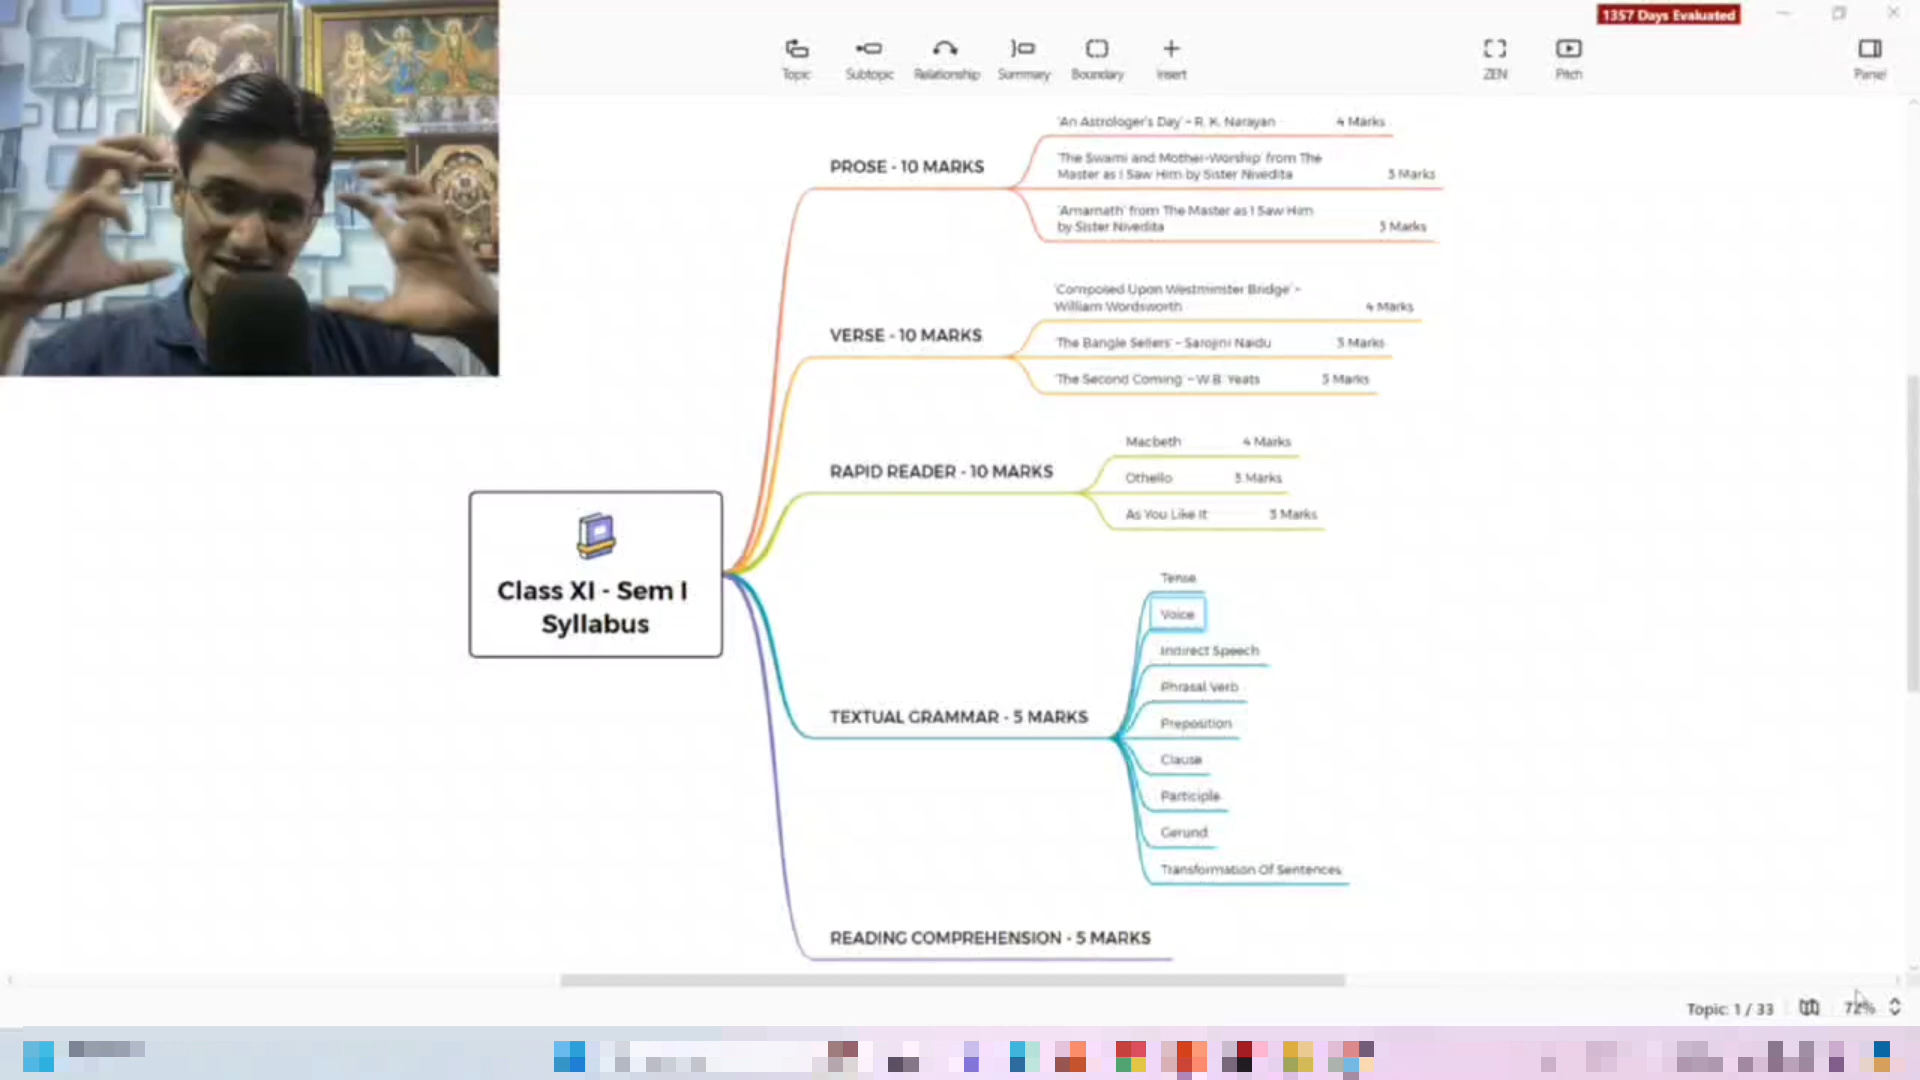 1357 Days Evaluated
Topic
Subtopic
Relationship
Summary
Boundary
Insert
ZEN
Pitch
Panel
PROSE - 10 MARKS
'An Astrologer's Day' - R. K. Narayan 4 Marks
'The Swami and Mother-Worship' from The
Master as I Saw Him by Sister Nivedita 3 Marks
'Amarnath' from The Master as I Saw Him
by Sister Nivedita 3 Marks
VERSE - 10 MARKS
'Composed Upon Westminster Bridge' -
William Wordsworth 4 Marks
'The Bangle Sellers' - Sarojini Naidu 3 Marks
'The Second Coming' - W.B. Yeats 3 Marks
RAPID READER - 10 MARKS
Macbeth 4 Marks
Othello 3 Marks
As You Like It 3 Marks
Class XI - Sem I
Syllabus
TEXTUAL GRAMMAR - 5 MARKS
Tense
Voice
Indirect Speech
Phrasal Verb
Preposition
Clause
Participle
Gerund
Transformation Of Sentences
READING COMPREHENSION - 5 MARKS
Topic: 1 / 33
72%